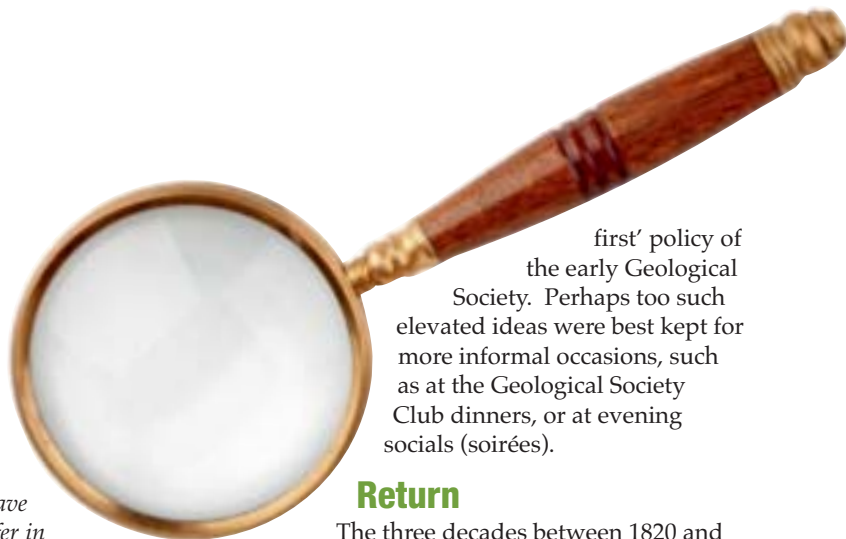 first’ policy of
the early Geological
Society. Perhaps too such
elevated ideas were best kept for
more informal occasions, such
as at the Geological Society
Club dinners, or at evening
socials (soirées).
Return
The three decades between 1820 and